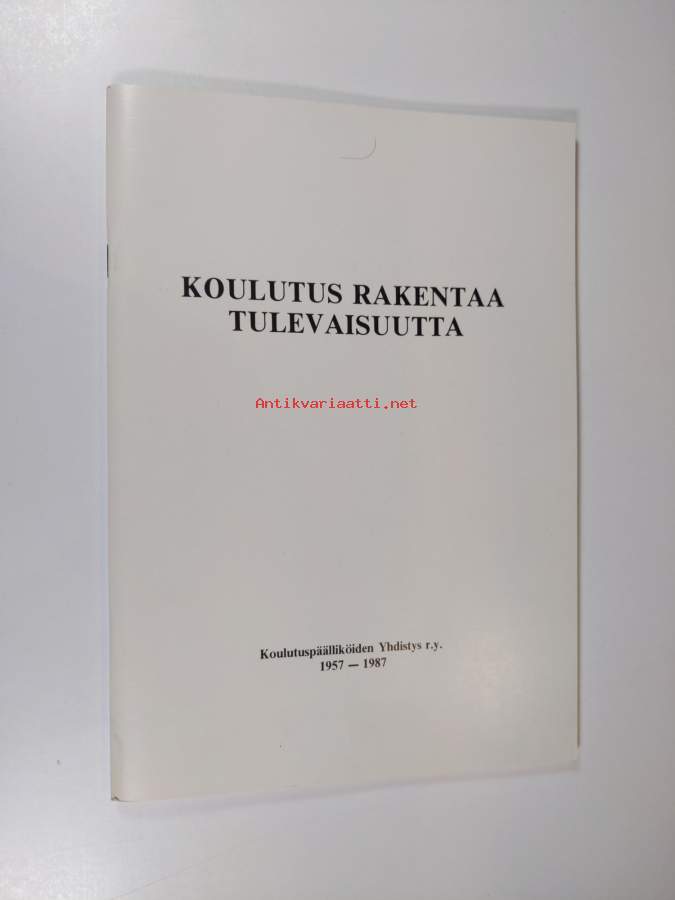 KOULUTUS RAKENTAA
TULEVAISUUTTA
Antikvariaatti.net
Koulutuspäälliköiden Yhdistys r.y.
1957 — 1987